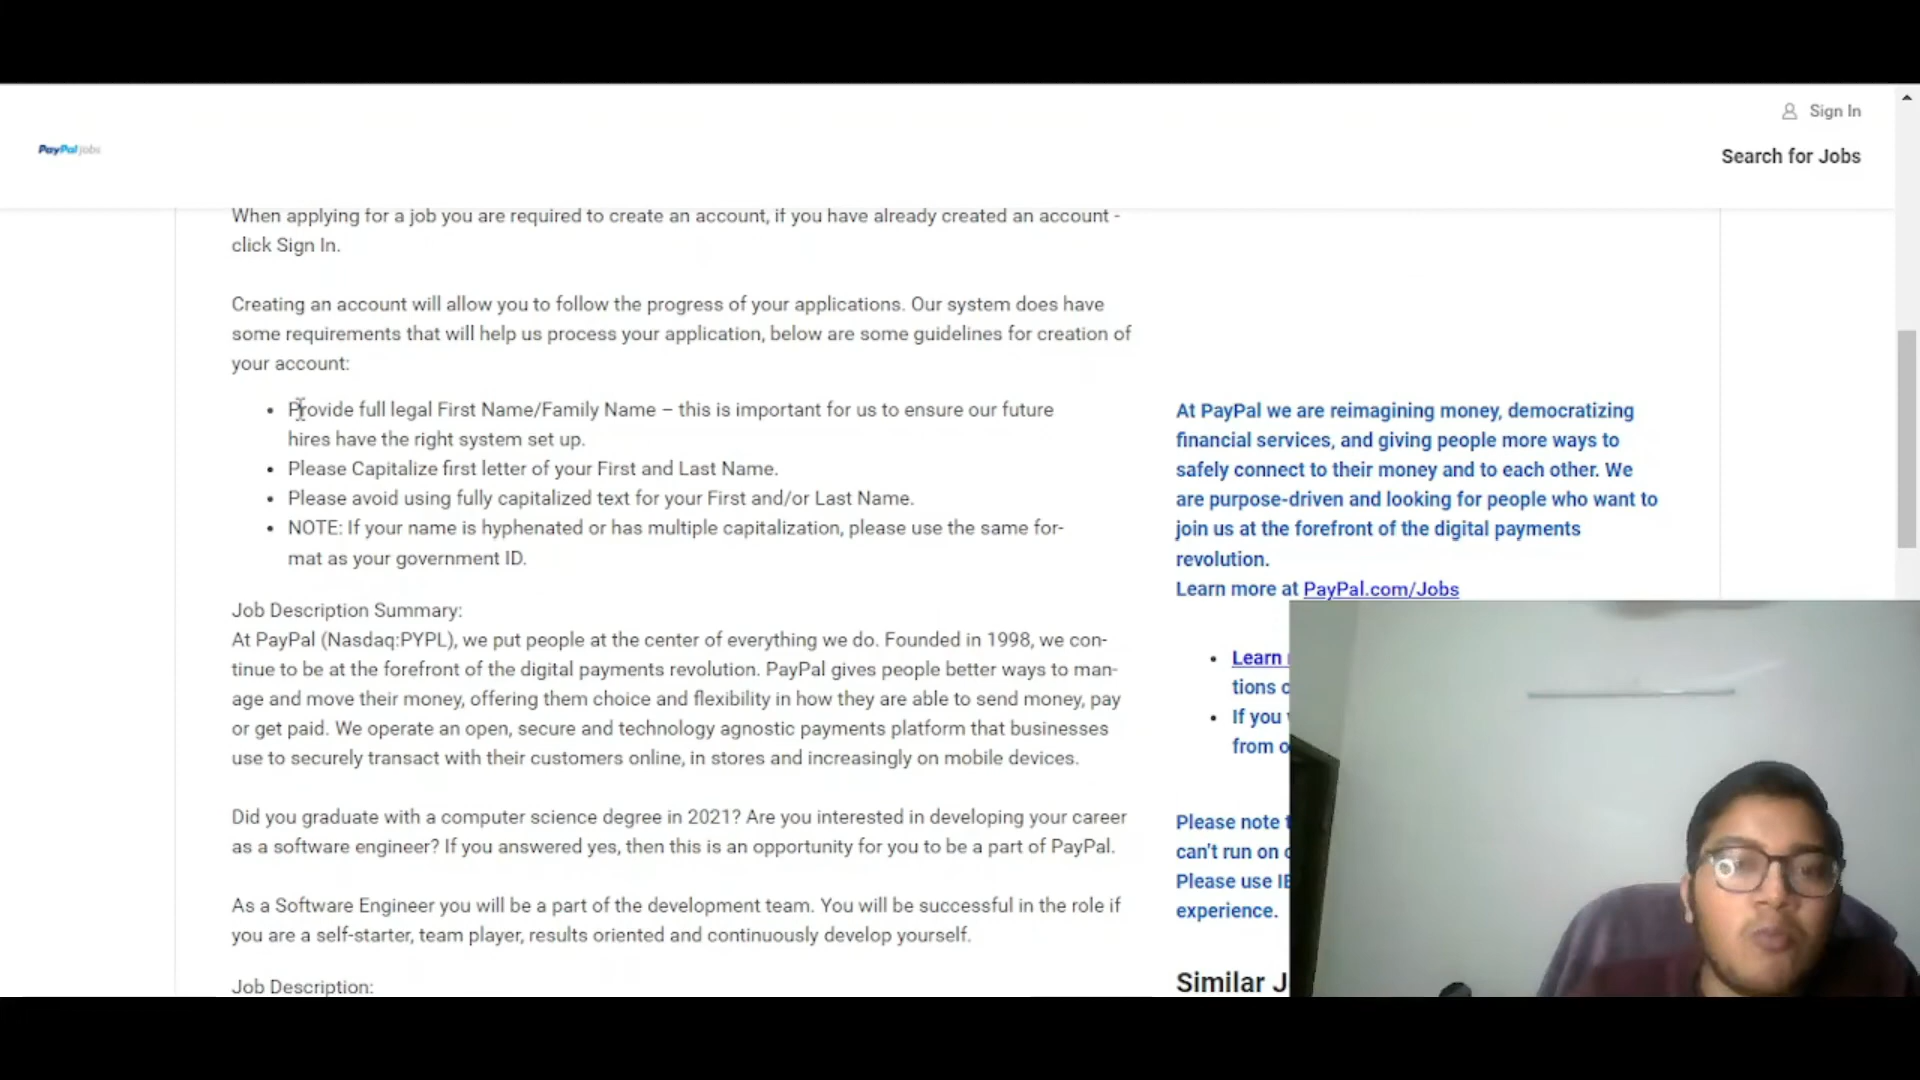 Sign In
PayPal jobs
Search for Jobs
When applying for a job you are required to create an account, if you have already created an account -
click Sign In.
Creating an account will allow you to follow the progress of your applications. Our system does have
some requirements that will help us process your application, below are some guidelines for creation of
your account:
• Provide full legal First Name/Family Name – this is important for us to ensure our future
hires have the right system set up.
• Please Capitalize first letter of your First and Last Name.
• Please avoid using fully capitalized text for your First and/or Last Name.
• NOTE: If your name is hyphenated or has multiple capitalization, please use the same for-
mat as your government ID.
Job Description Summary:
At PayPal (Nasdaq:PYPL), we put people at the center of everything we do. Founded in 1998, we con-
tinue to be at the forefront of the digital payments revolution. PayPal gives people better ways to man-
age and move their money, offering them choice and flexibility in how they are able to send money, pay
or get paid. We operate an open, secure and technology agnostic payments platform that businesses
use to securely transact with their customers online, in stores and increasingly on mobile devices.
Did you graduate with a computer science degree in 2021? Are you interested in developing your career
as a software engineer? If you answered yes, then this is an opportunity for you to be a part of PayPal.
As a Software Engineer you will be a part of the development team. You will be successful in the role if
you are a self-starter, team player, results oriented and continuously develop yourself.
Job Description:
At PayPal we are reimagining money, democratizing
financial services, and giving people more ways to
safely connect to their money and to each other. We
are purpose-driven and looking for people who want to
join us at the forefront of the digital payments
revolution.
Learn more at PayPal.com/Jobs
• Learn
tions
• If you
from
Please note
can't run on
Please use
experience.
Similar